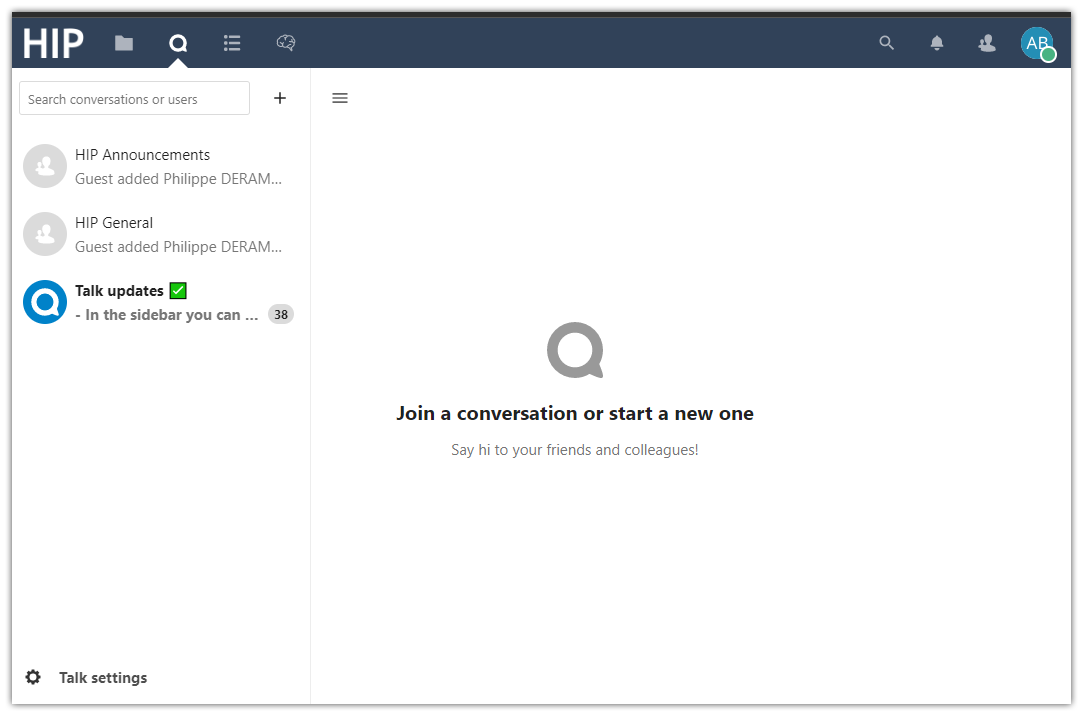 HIP
AB
Search conversations or users
HIP Announcements
Guest added Philippe DERAM...
HIP General
Guest added Philippe DERAM...
Talk updates ✅
- In the sidebar you can ...
38
Join a conversation or start a new one
Say hi to your friends and colleagues!
Talk settings